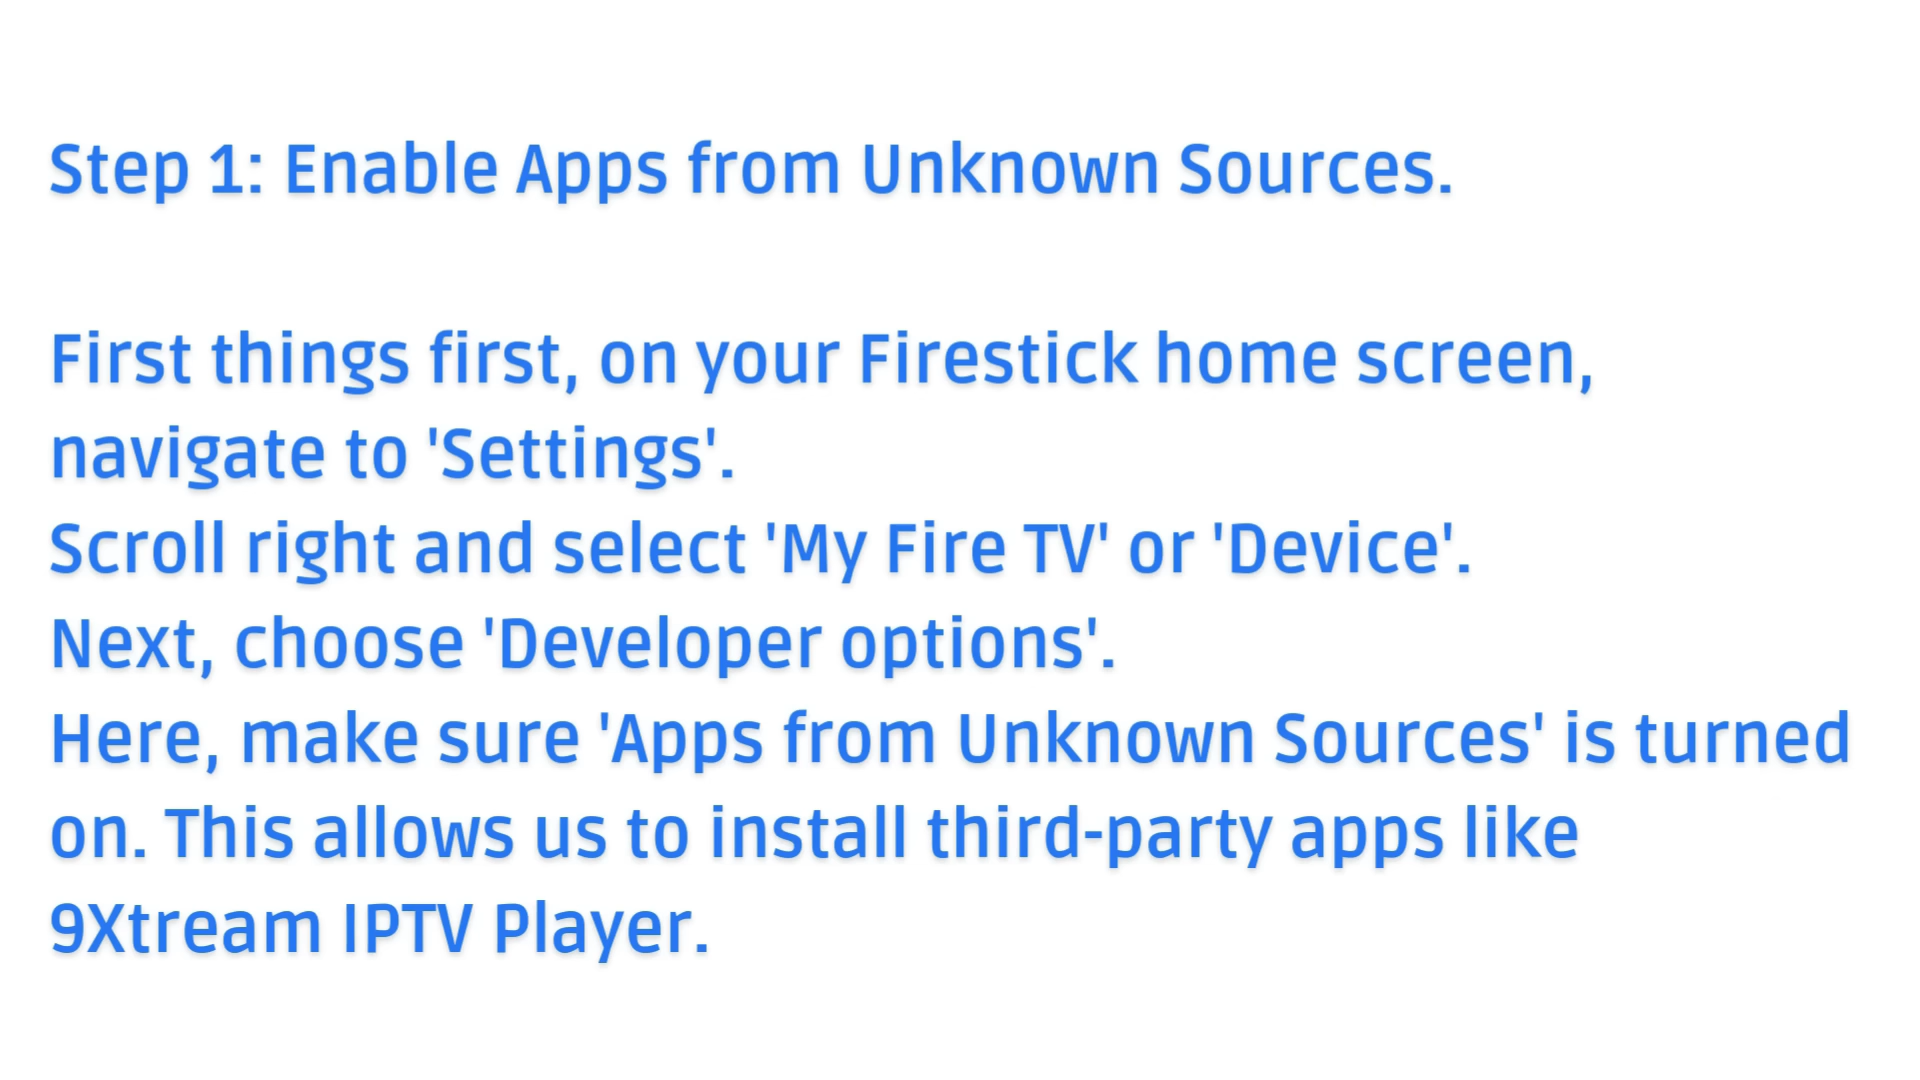 Step 1: Enable Apps from Unknown Sources.
First things first, on your Firestick home screen,
navigate to 'Settings'.
Scroll right and select 'My Fire TV' or 'Device'.
Next, choose 'Developer options'.
Here, make sure 'Apps from Unknown Sources' is turned
on. This allows us to install third-party apps like
9Xtream IPTV Player.